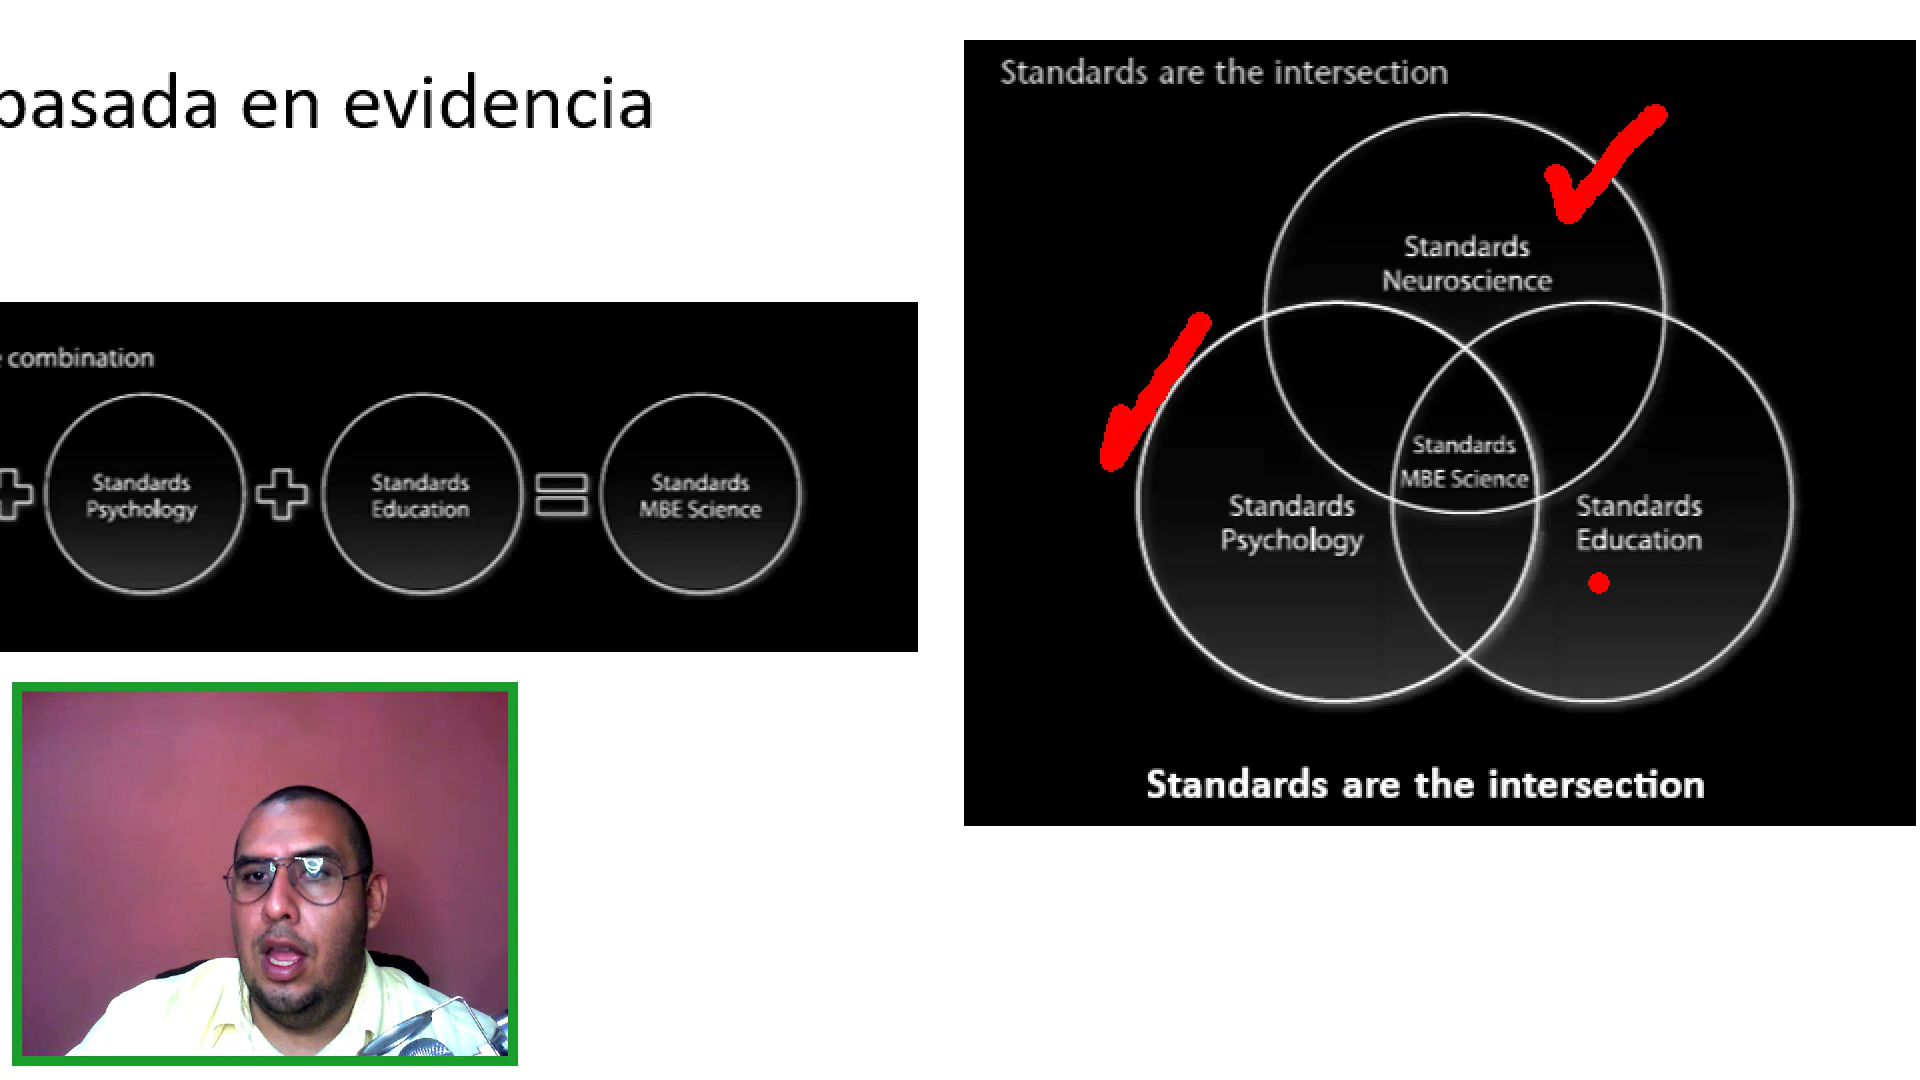 basada en evidencia
combination
Standards
Psychology
Standards
Education
Standards
MBE Science
Standards are the intersection
Standards
Neuroscience
Standards
MBE Science
Standards
Psychology
Standards
Education
Standards are the intersection